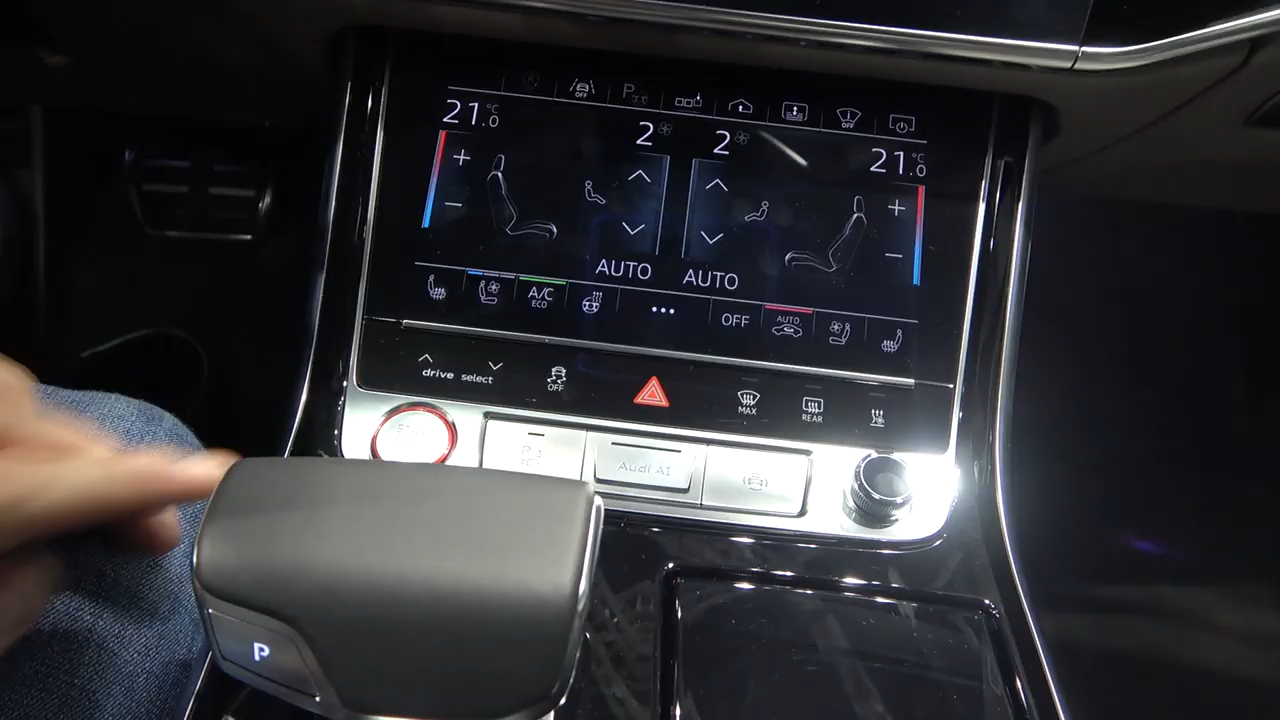 OFF
P
OFF
21.0 °C
2
2
21.0 °C
AUTO
AUTO
A/C
ECO
OFF
AUTO
drive select
OFF
MAX
REAR
Audi AI
P